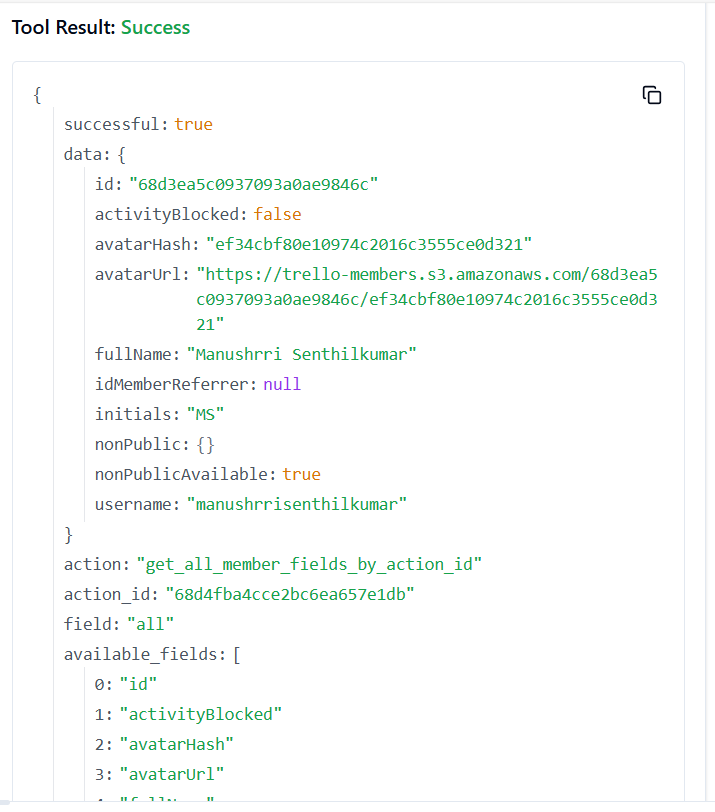 Tool Result: Success
{
successful: true
data: {
id: "68d3ea5c0937093a0ae9846c"
activityBlocked: false
avatarHash: "ef34cbf80e10974c2016c3555ce0d321"
avatarUrl: "https://trello-members.s3.amazonaws.com/68d3ea5
c0937093a0ae9846c/ef34cbf80e10974c2016c3555ce0d3
21"
fullName: "Manushrri Senthilkumar"
idMemberReferrer: null
initials: "MS"
nonPublic: {}
nonPublicAvailable: true
username: "manushrrisenthilkumar"
}
action: "get_all_member_fields_by_action_id"
action_id: "68d4fba4cce2bc6ea657e1db"
field: "all"
available_fields: [
0: "id"
1: "activityBlocked"
2: "avatarHash"
3: "avatarUrl"